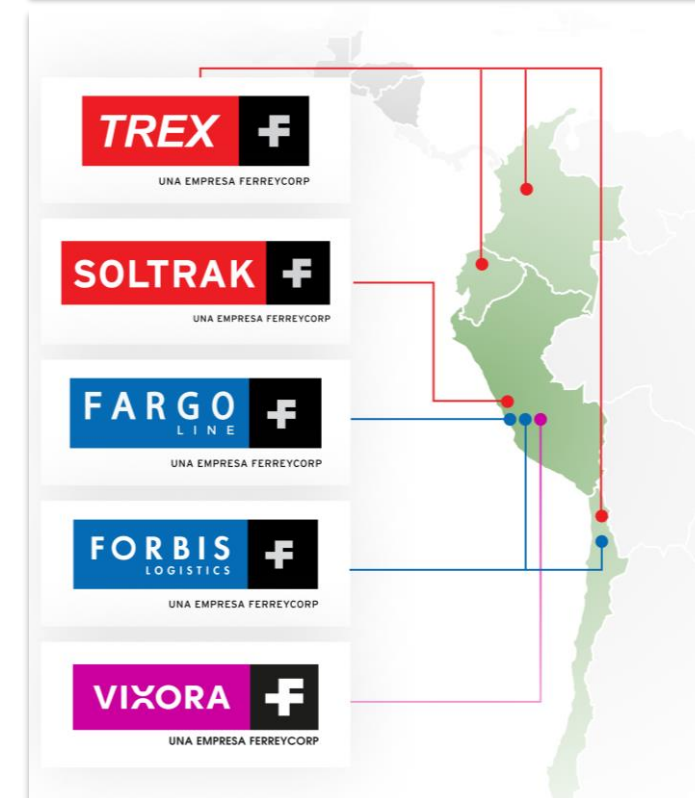 TREX
UNA EMPRESA FERREYCORP
SOLTRAK
UNA EMPRESA FERREYCORP
FARGO
LINE
UNA EMPRESA FERREYCORP
FORBIS
LOGISTICS
UNA EMPRESA FERREYCORP
VIXORA
UNA EMPRESA FERREYCORP